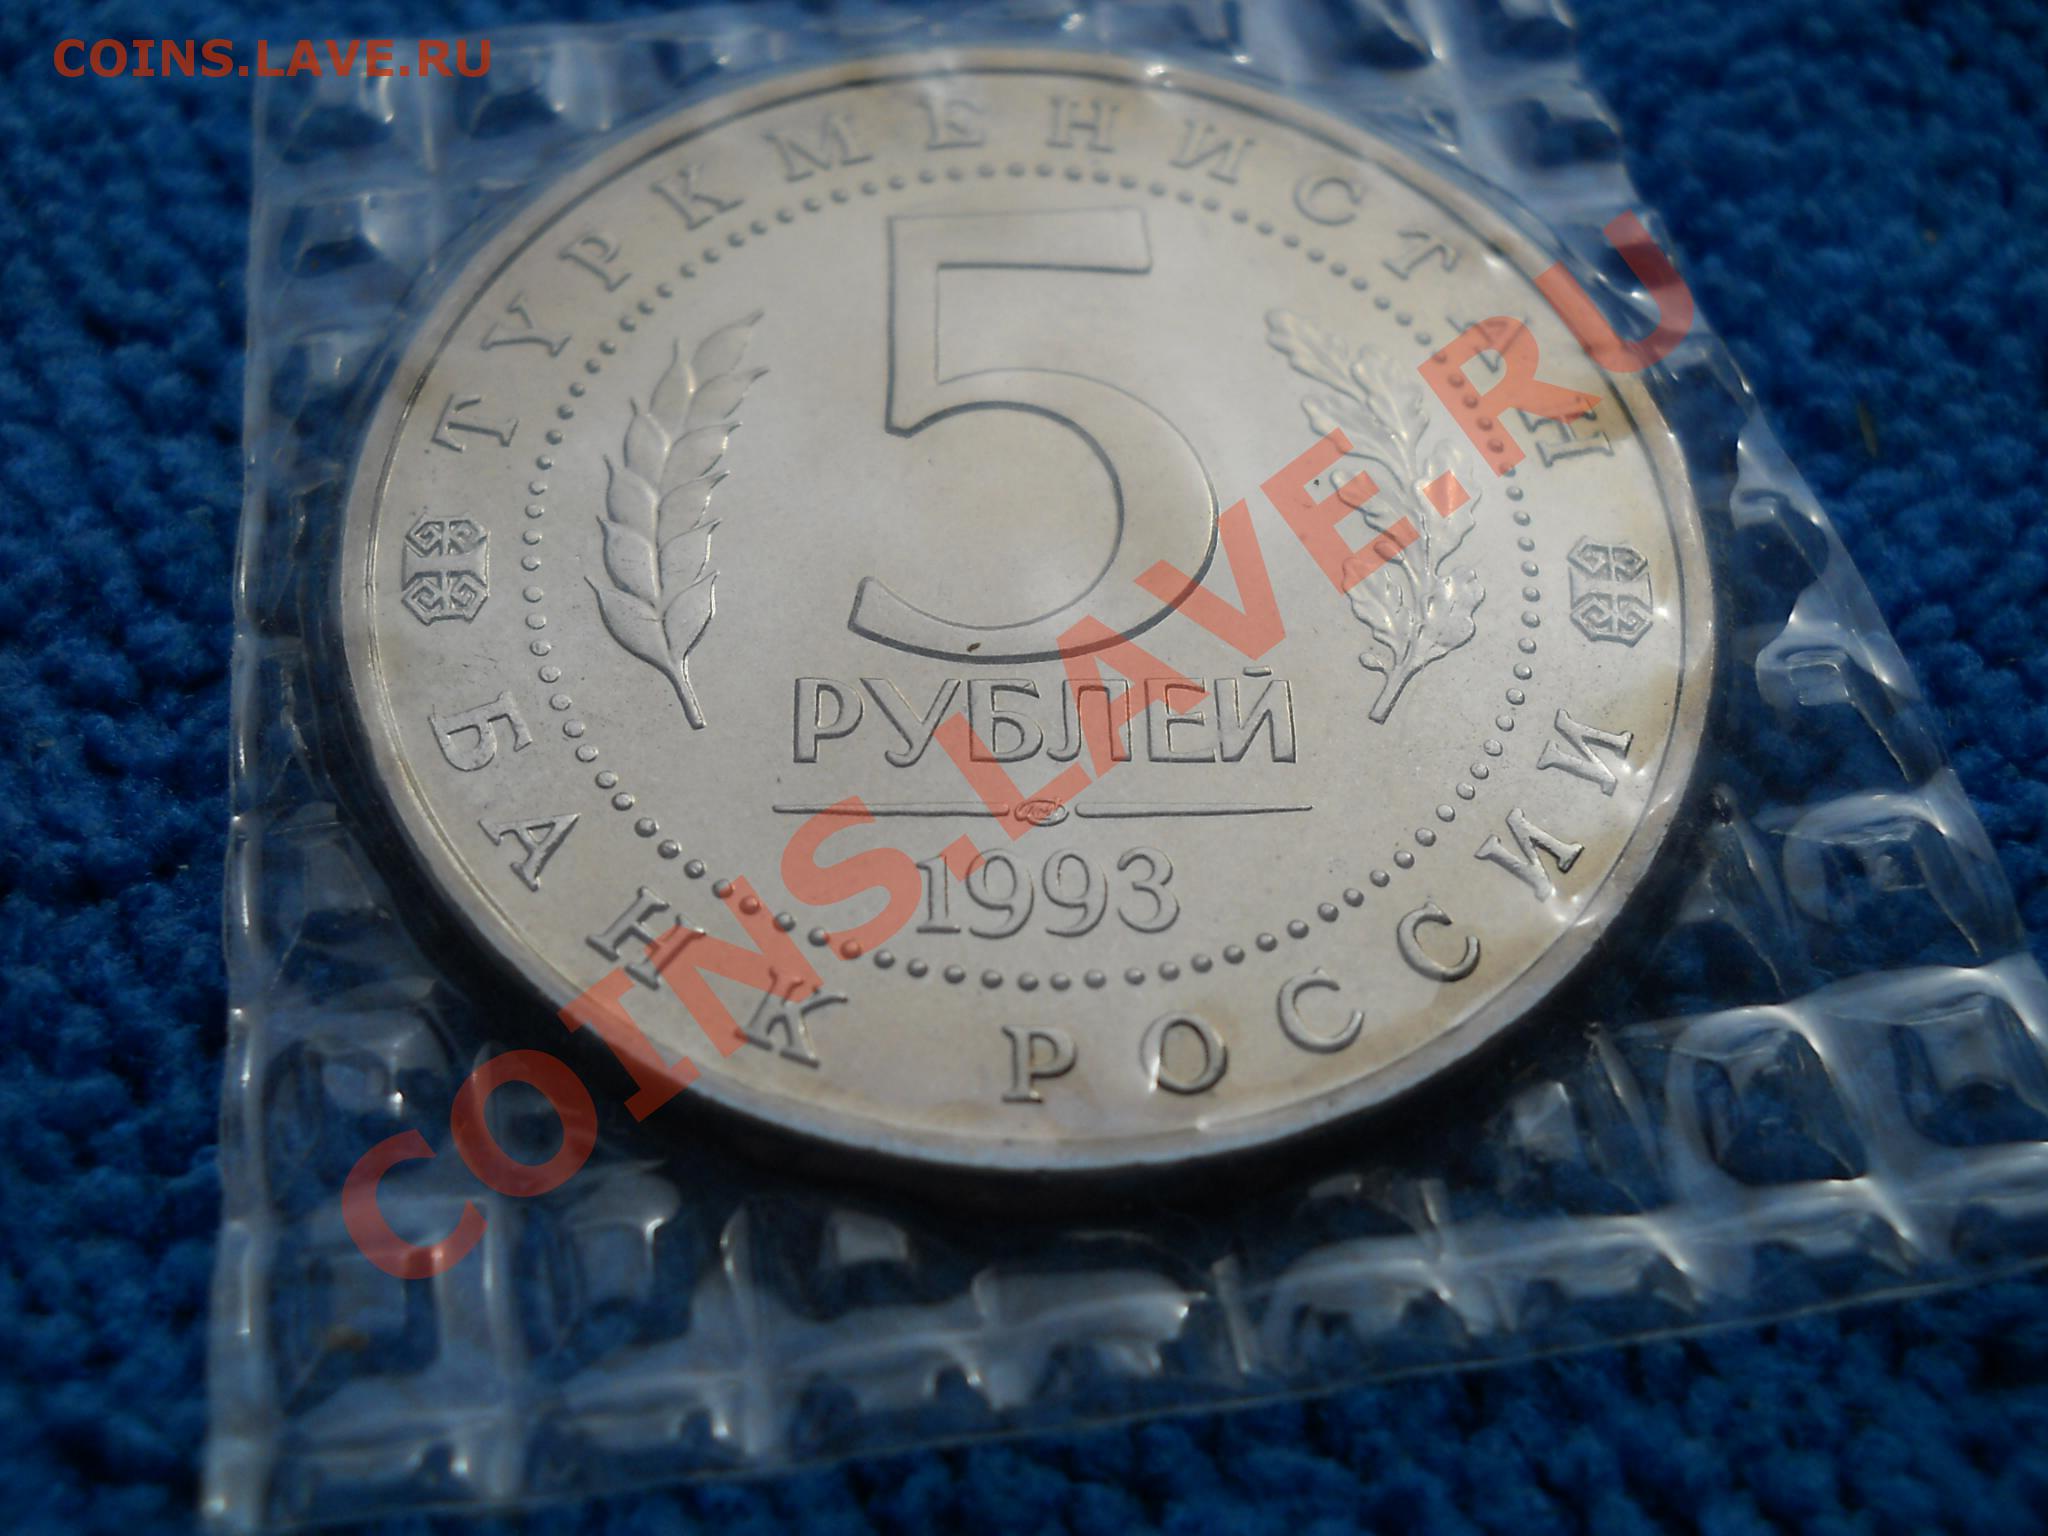 COINS.LAVE.RU
ТУРКМЕНИСТАН
5
РУБЛЕЙ
1993
БАНК РОССИИ
COINS.LAVE.RU